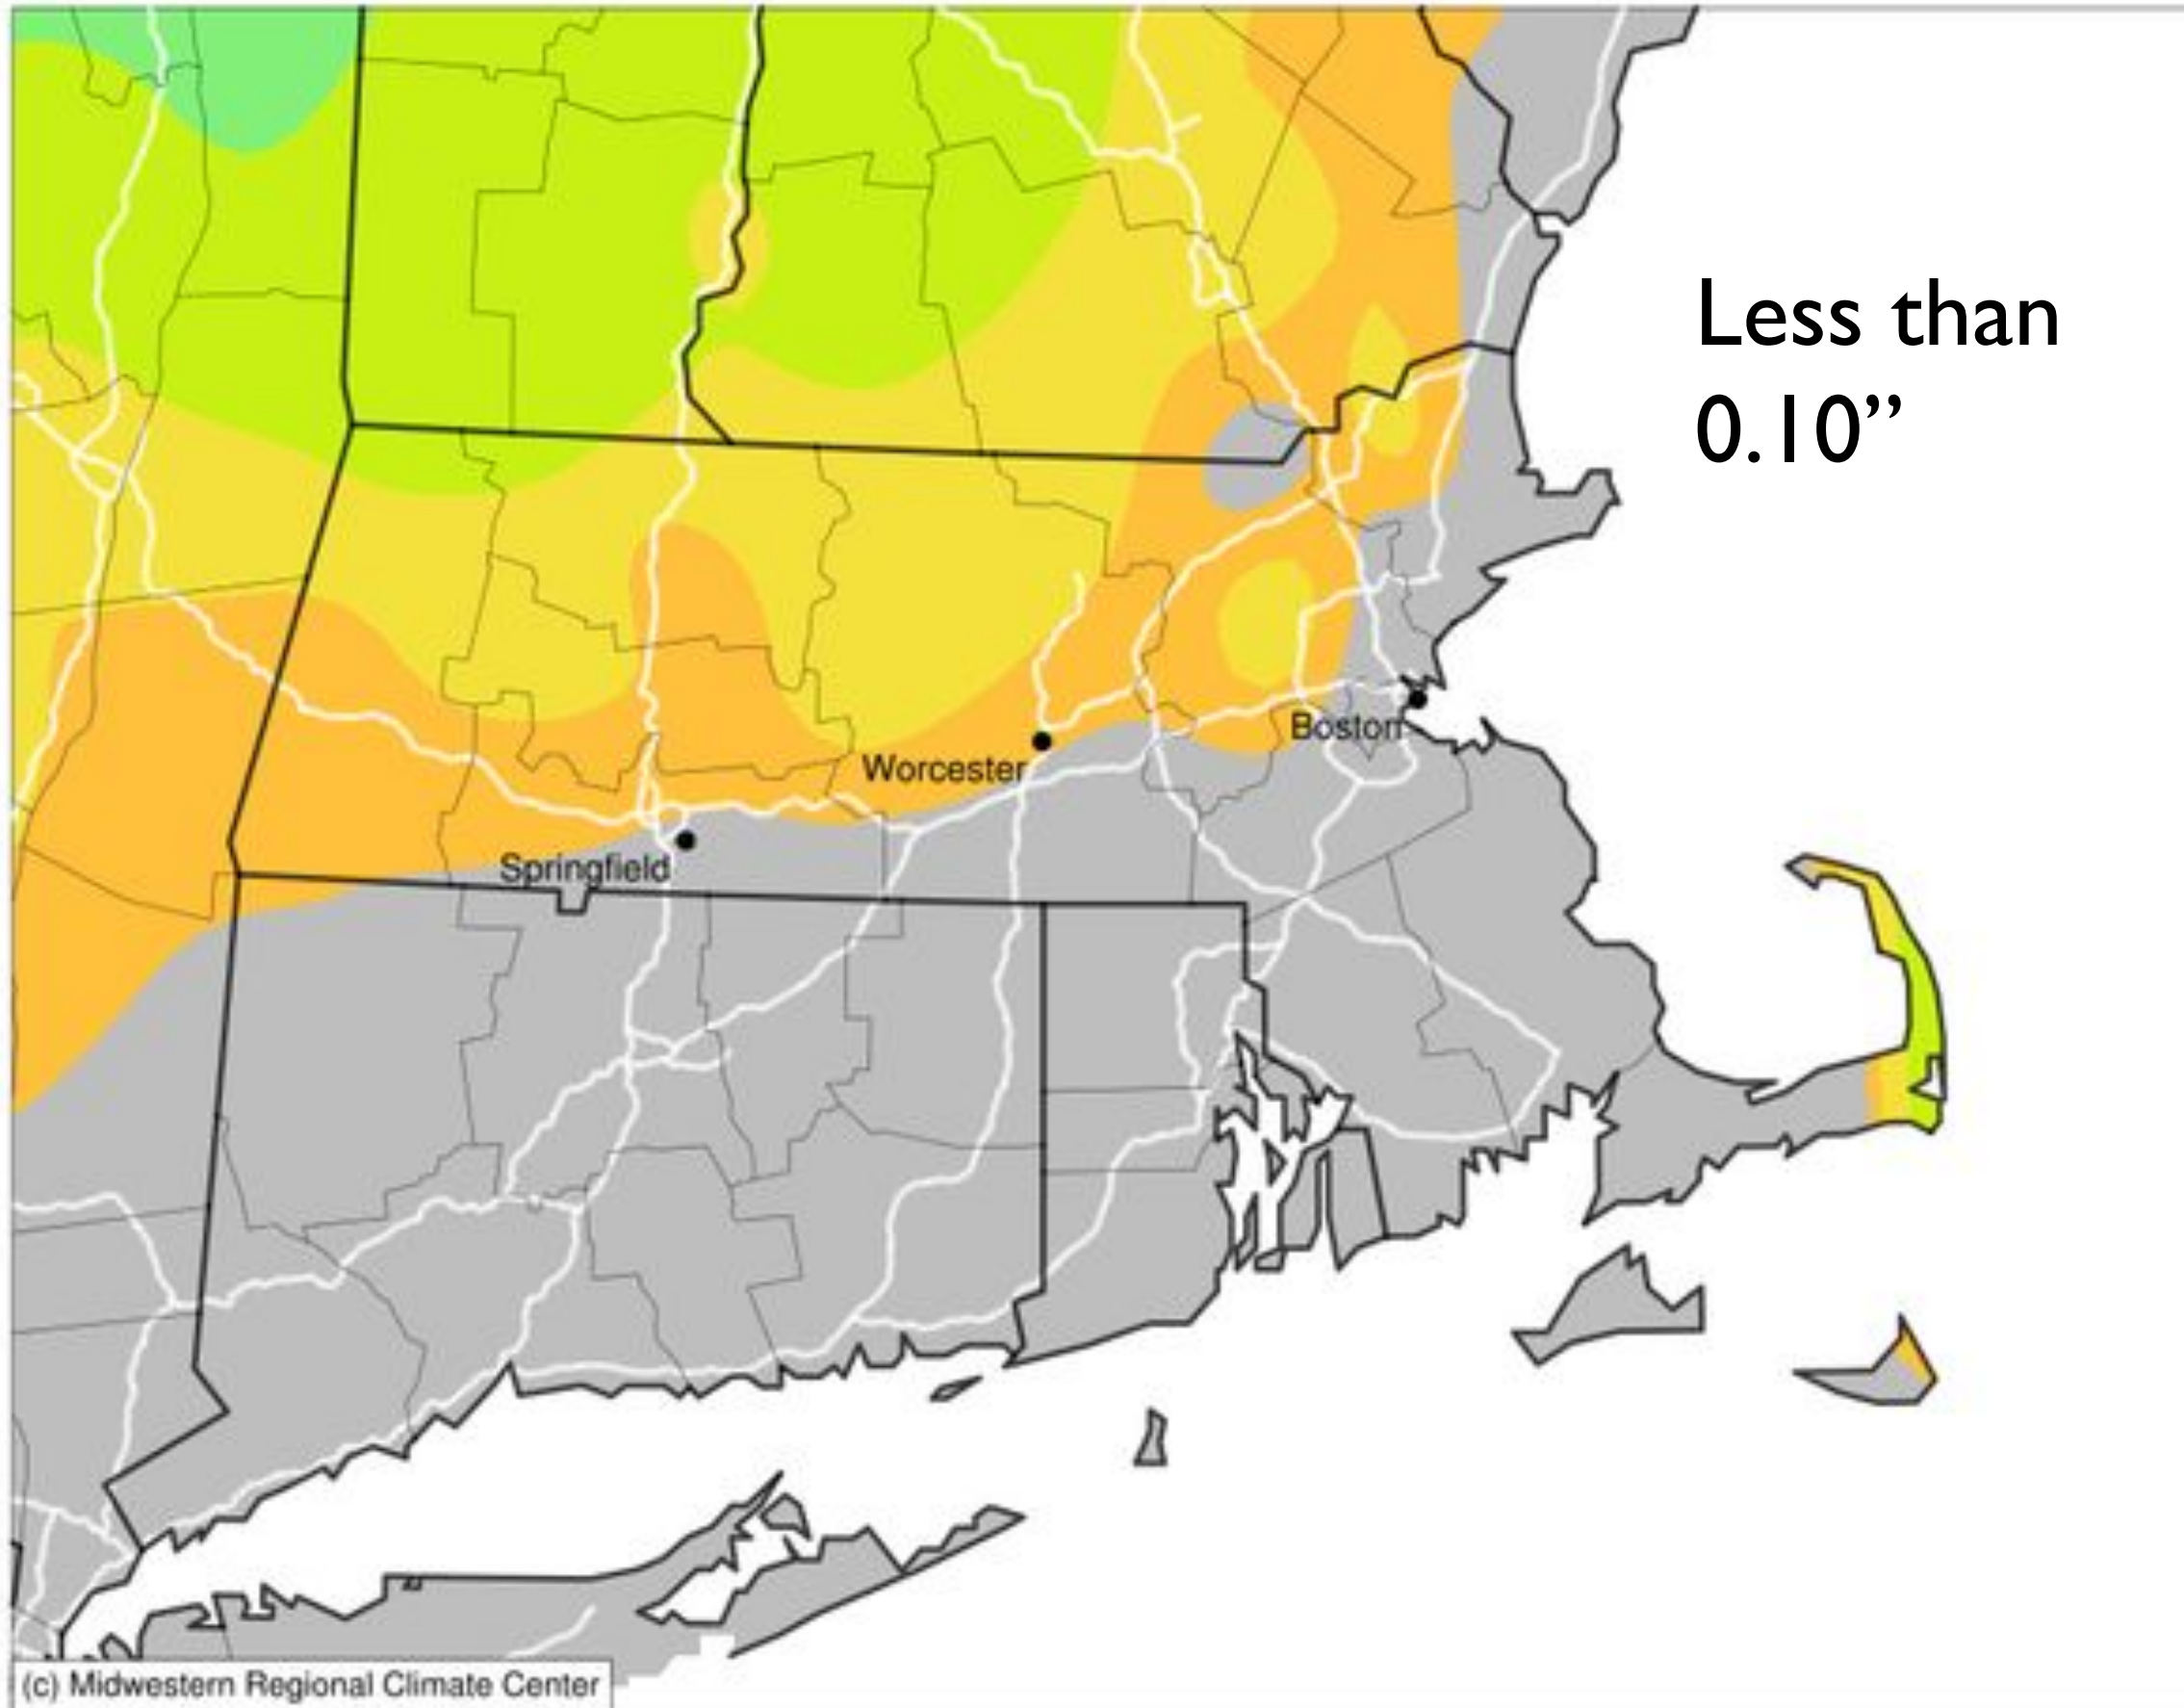 Less than
0.10”
Boston
Worcester
Springfield
(c) Midwestern Regional Climate Center